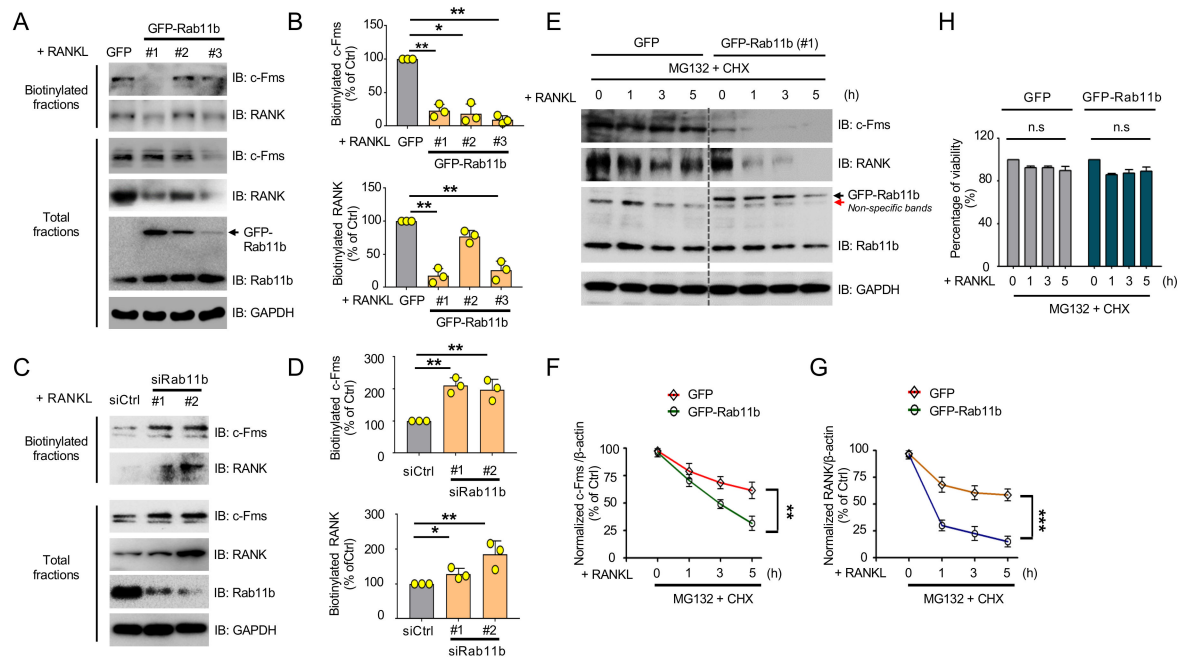 A
GFP-Rab11b
+ RANKL GFP #1 #2 #3
Biotinylated
fractions
IB: c-Fms
IB: RANK
Total
fractions
IB: c-Fms
IB: RANK
GFP-
Rab11b
IB: Rab11b
IB: GAPDH
B
Biotinylated c-Fms
(% of Ctrl)
150
100
50
0
** * **
+ RANKL GFP #1 #2 #3
GFP-Rab11b
Biotinylated RANK
(% of Ctrl)
150
100
50
0
** **
+ RANKL GFP #1 #2 #3
GFP-Rab11b
C
siRab11b
+ RANKL siCtrl #1 #2
Biotinylated
fractions
IB: c-Fms
IB: RANK
Total
fractions
IB: c-Fms
IB: RANK
IB: Rab11b
IB: GAPDH
D
Biotinylated c-Fms
(% of Ctrl)
300
200
100
0
** **
siCtrl #1 #2
siRab11b
Biotinylated RANK
(% ofCtrl)
300
200
100
0
* **
siCtrl #1 #2
siRab11b
E
GFP GFP-Rab11b (#1)
MG132 + CHX
+ RANKL 0 1 3 5 0 1 3 5 (h)
IB: c-Fms
IB: RANK
GFP-Rab11b
Non-specific bands
IB: Rab11b
IB: GAPDH
F
GFP
GFP-Rab11b
Normalized c-Fms /β-actin
(% of Ctrl)
100
75
50
25
0
**
+ RANKL 0 1 3 5 (h)
MG132 + CHX
G
GFP
GFP-Rab11b
Normalized RANK/β-actin
(% of Ctrl)
100
75
50
25
0
***
+ RANKL 0 1 3 5 (h)
MG132 + CHX
H
GFP GFP-Rab11b
n.s n.s
Percentage of viability
(%)
120
80
40
0
+ RANKL 0 1 3 5 0 1 3 5 (h)
MG132 + CHX